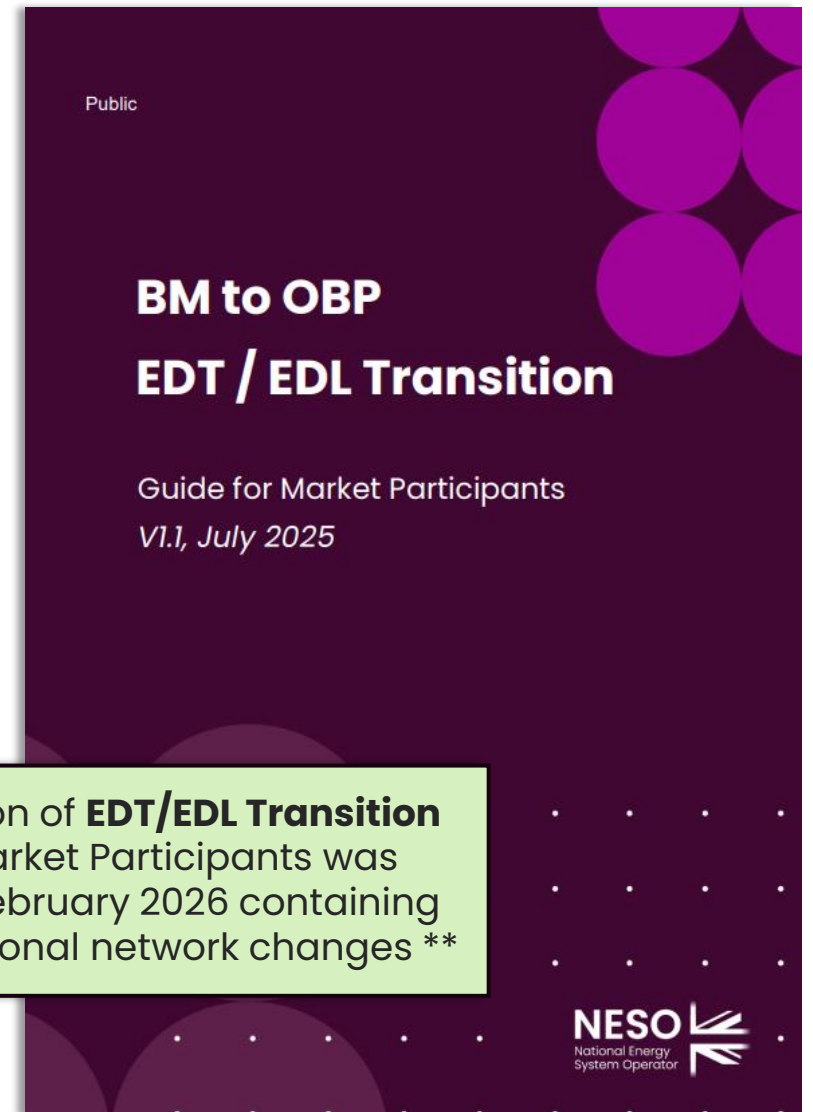 Public
BM to OBP
EDT / EDL Transition
Guide for Market Participants
V1.1, July 2025
on of EDT/EDL Transition
arket Participants was
ebruary 2026 containing
onal network changes **
NESO
National Energy
System Operator